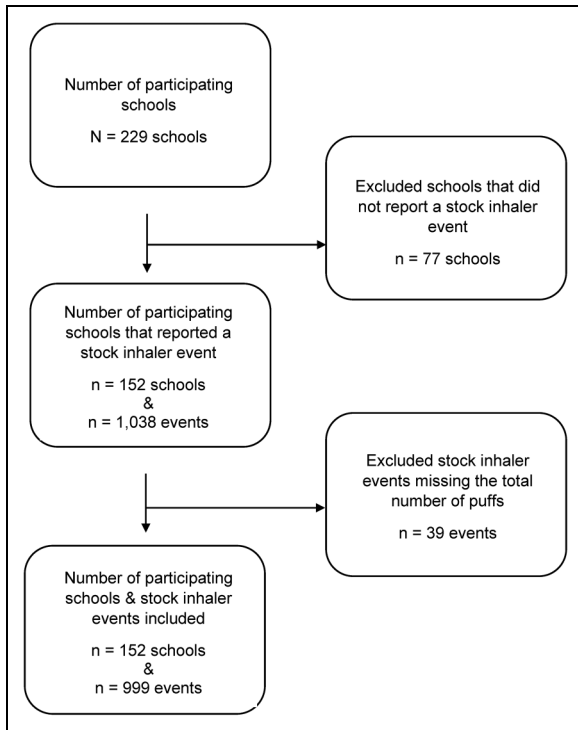 Number of participating
schools
N = 229 schools
Excluded schools that did
not report a stock inhaler
event
n = 77 schools
Number of participating
schools that reported a
stock inhaler event
n = 152 schools
&
n = 1,038 events
Excluded stock inhaler
events missing the total
number of puffs
n = 39 events
Number of participating
schools & stock inhaler
events included
n = 152 schools
&
n = 999 events